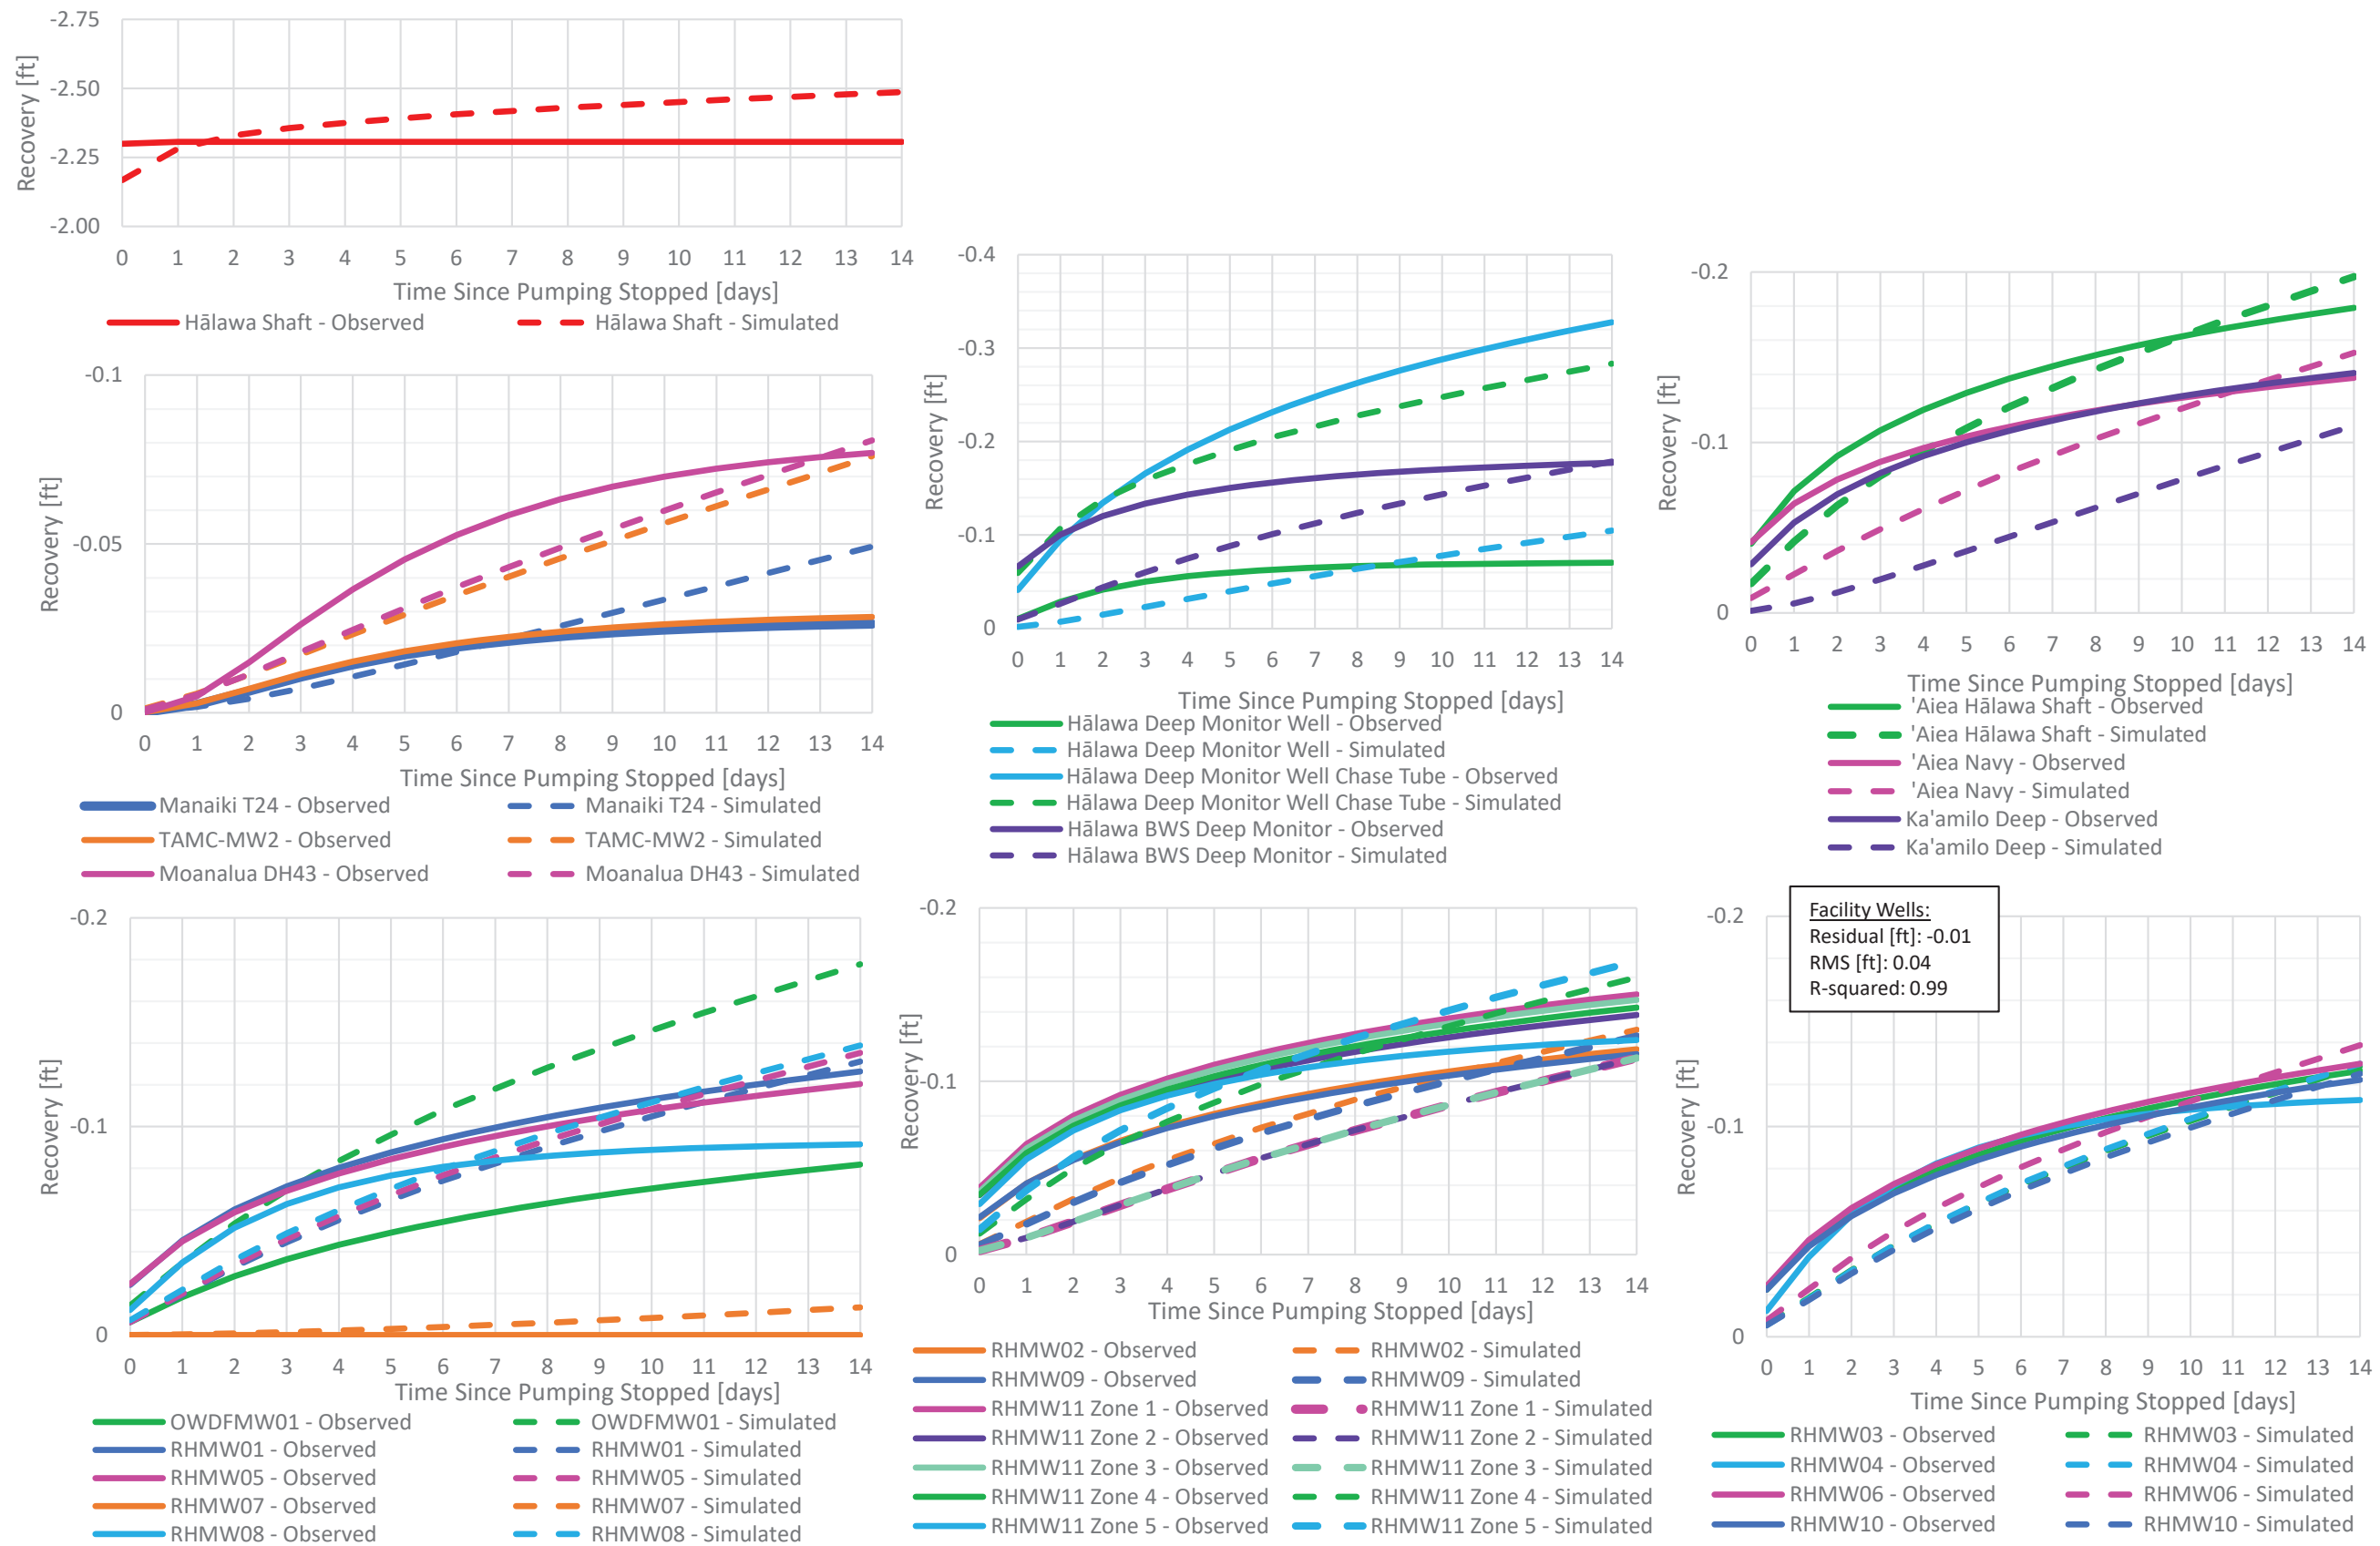 -2.75
-2.50
-2.25
-2.00
Recovery [ft]
0 1 2 3 4 5 6 7 8 9 10 11 12 13 14
Time Since Pumping Stopped [days]
Hālawa Shaft - Observed
Hālawa Shaft - Simulated
-0.1
-0.05
0
Recovery [ft]
0 1 2 3 4 5 6 7 8 9 10 11 12 13 14
Time Since Pumping Stopped [days]
Manaiki T24 - Observed
Manaiki T24 - Simulated
TAMC-MW2 - Observed
TAMC-MW2 - Simulated
Moanalua DH43 - Observed
Moanalua DH43 - Simulated
-0.4
-0.3
-0.2
-0.1
0
Recovery [ft]
0 1 2 3 4 5 6 7 8 9 10 11 12 13 14
Time Since Pumping Stopped [days]
Hālawa Deep Monitor Well - Observed
Hālawa Deep Monitor Well - Simulated
Hālawa Deep Monitor Well Chase Tube - Observed
Hālawa Deep Monitor Well Chase Tube - Simulated
Hālawa BWS Deep Monitor - Observed
Hālawa BWS Deep Monitor - Simulated
-0.2
-0.1
0
Recovery [ft]
0 1 2 3 4 5 6 7 8 9 10 11 12 13 14
Time Since Pumping Stopped [days]
'Aiea Hālawa Shaft - Observed
'Aiea Hālawa Shaft - Simulated
'Aiea Navy - Observed
'Aiea Navy - Simulated
Ka'amilo Deep - Observed
Ka'amilo Deep - Simulated
-0.2
-0.1
0
Recovery [ft]
0 1 2 3 4 5 6 7 8 9 10 11 12 13 14
Time Since Pumping Stopped [days]
OWDFMW01 - Observed
OWDFMW01 - Simulated
RHMW01 - Observed
RHMW01 - Simulated
RHMW05 - Observed
RHMW05 - Simulated
RHMW07 - Observed
RHMW07 - Simulated
RHMW08 - Observed
RHMW08 - Simulated
-0.2
-0.1
0
Recovery [ft]
0 1 2 3 4 5 6 7 8 9 10 11 12 13 14
Time Since Pumping Stopped [days]
RHMW02 - Observed
RHMW02 - Simulated
RHMW09 - Observed
RHMW09 - Simulated
RHMW11 Zone 1 - Observed
RHMW11 Zone 1 - Simulated
RHMW11 Zone 2 - Observed
RHMW11 Zone 2 - Simulated
RHMW11 Zone 3 - Observed
RHMW11 Zone 3 - Simulated
RHMW11 Zone 4 - Observed
RHMW11 Zone 4 - Simulated
RHMW11 Zone 5 - Observed
RHMW11 Zone 5 - Simulated
Facility Wells:
Residual [ft]: -0.01
RMS [ft]: 0.04
R-squared: 0.99
-0.2
-0.1
0
Recovery [ft]
0 1 2 3 4 5 6 7 8 9 10 11 12 13 14
Time Since Pumping Stopped [days]
RHMW03 - Observed
RHMW03 - Simulated
RHMW04 - Observed
RHMW04 - Simulated
RHMW06 - Observed
RHMW06 - Simulated
RHMW10 - Observed
RHMW10 - Simulated